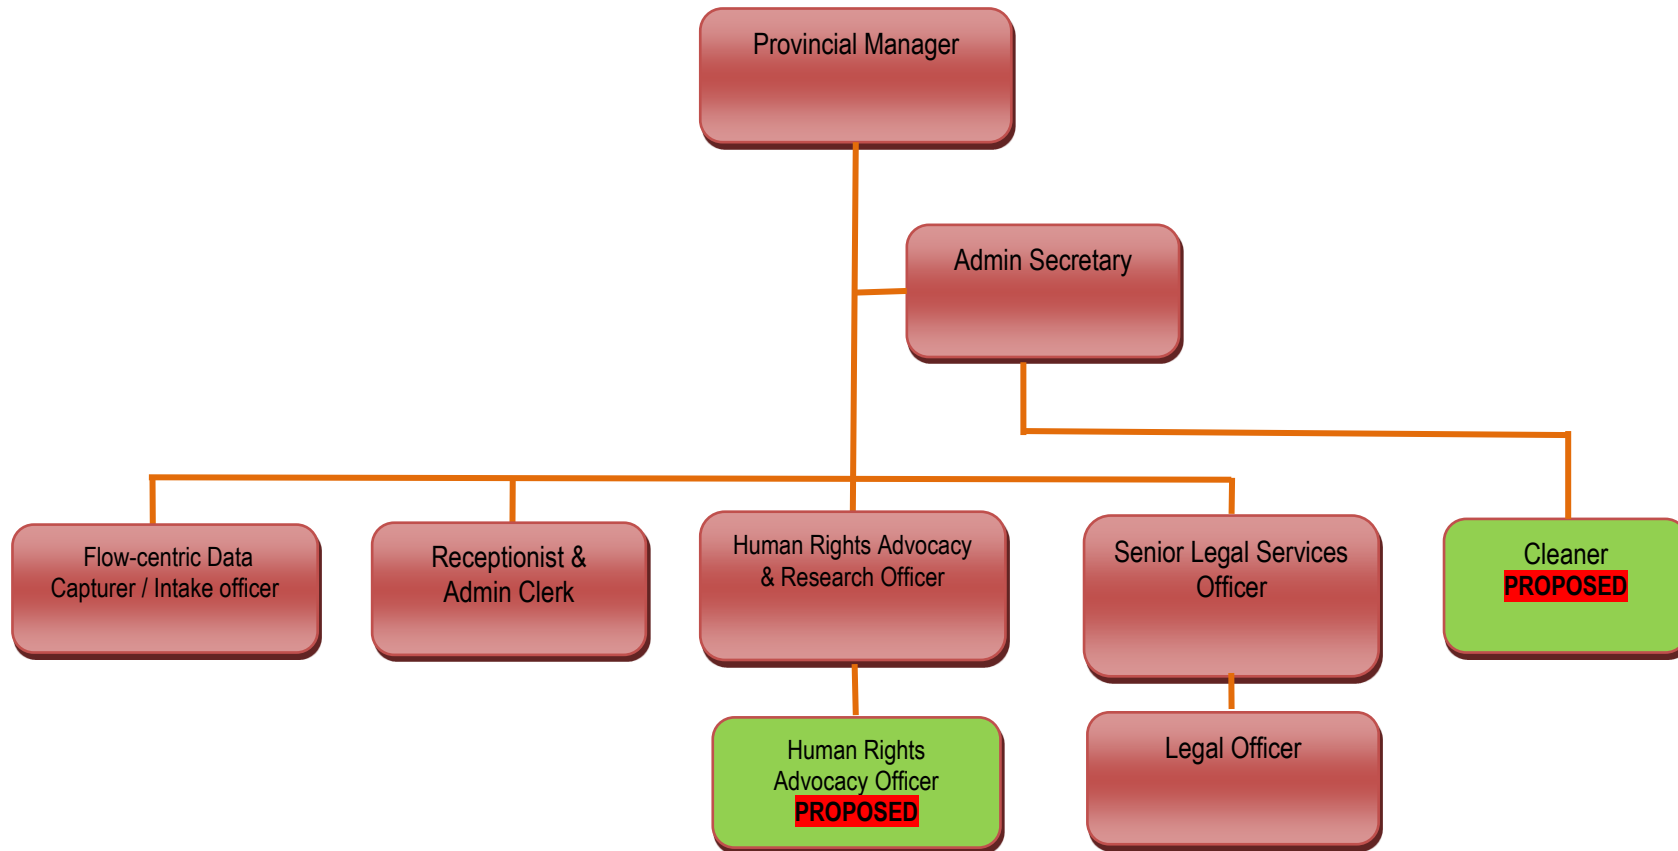 Provincial Manager
Admin Secretary
Flow-centric Data
Capturer / Intake officer
Receptionist &
Admin Clerk
Human Rights Advocacy
& Research Officer
Senior Legal Services
Officer
Cleaner
PROPOSED
Human Rights
Advocacy Officer
PROPOSED
Legal Officer